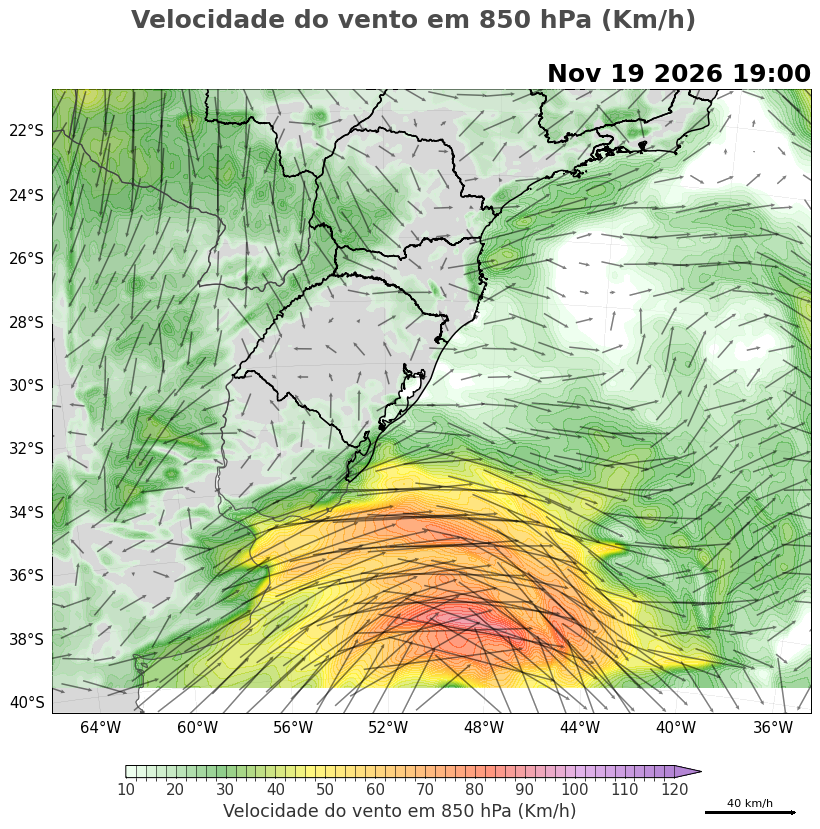 Velocidade do vento em 850 hPa (Km/h)
Nov 19 2026 19:00
22°S
24°S
26°S
28°S
30°S
32°S
34°S
36°S
38°S
40°S
64°W 60°W 56°W 52°W 48°W 44°W 40°W 36°W
10 20 30 40 50 60 70 80 90 100 110 120
Velocidade do vento em 850 hPa (Km/h)
40 km/h